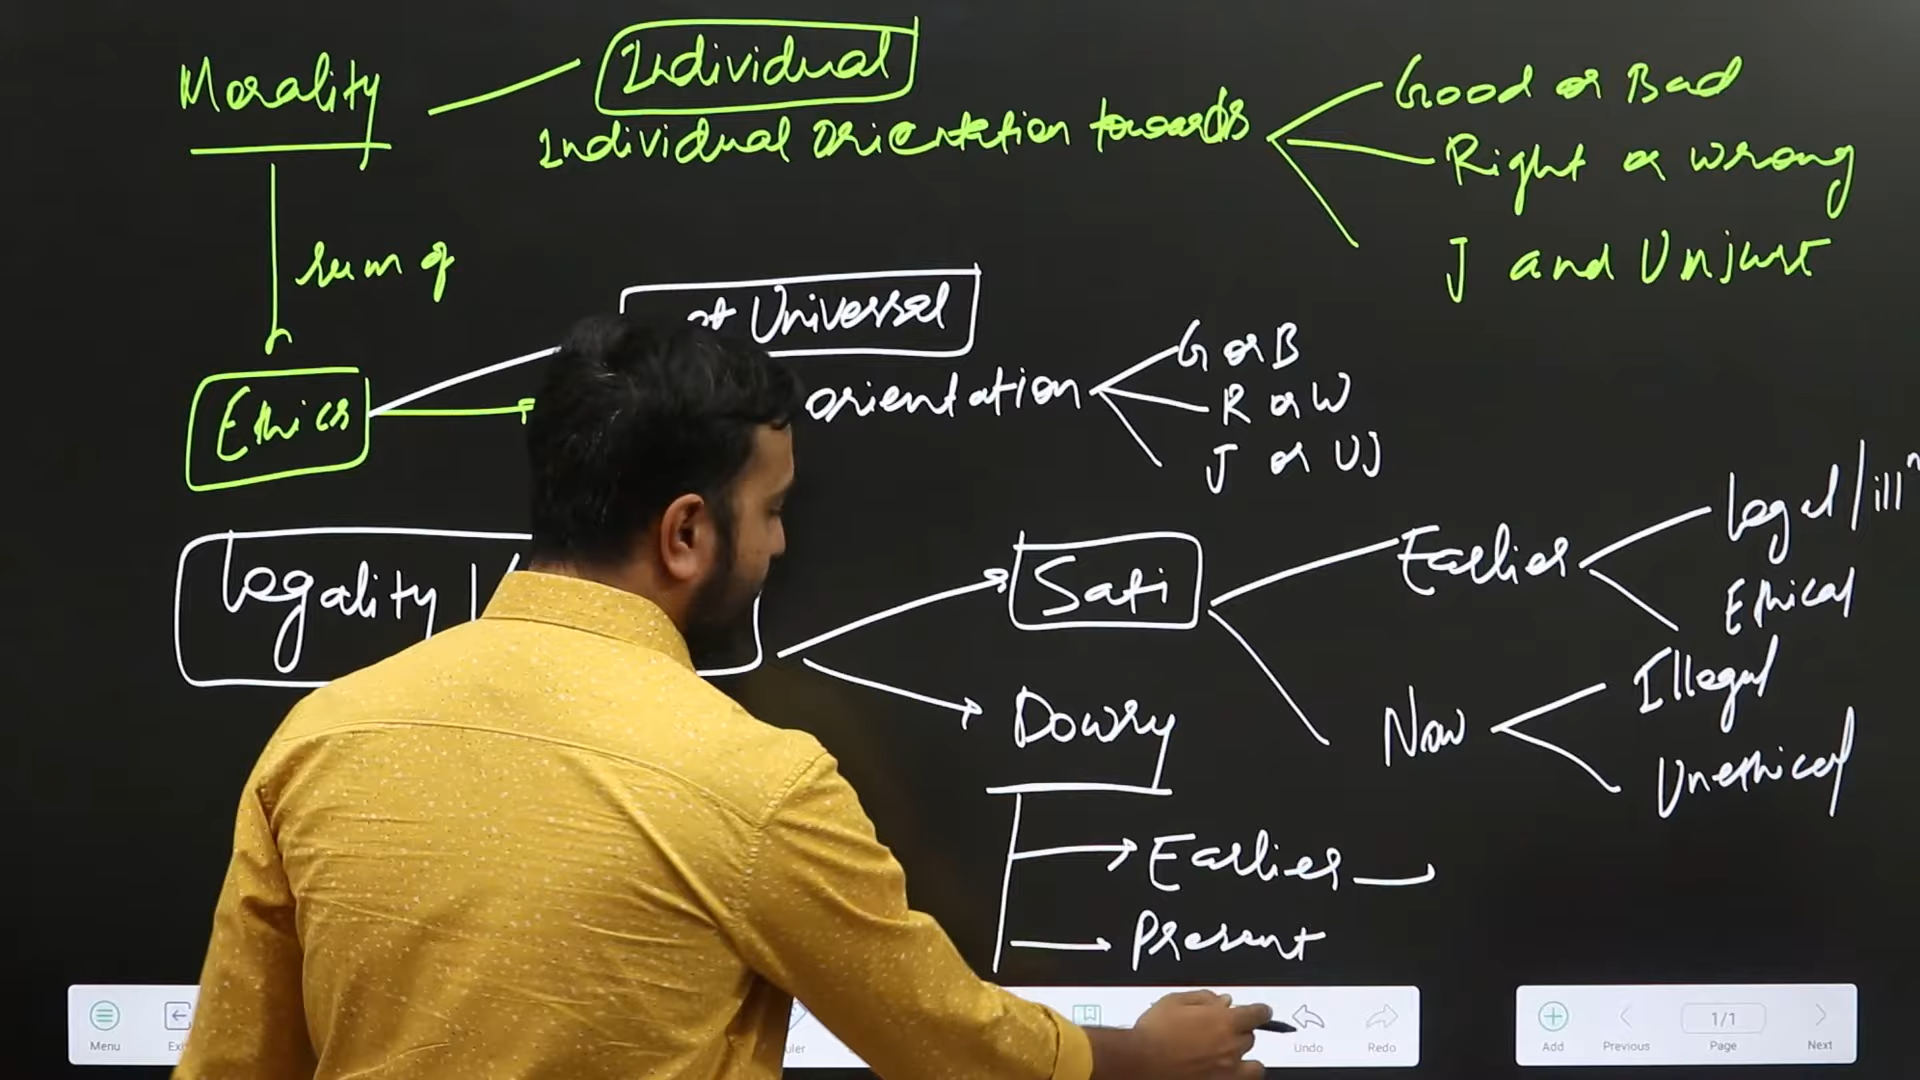 Morality
Individual
Individual orientation towards
Good or Bad
Right or wrong
J and Unjust
sum of
Universal
Ethics
orientation
G or B
R or W
J or UJ
legality
Sati
Earlier
legal/ill
Ethical
Now
Illegal
Unethical
Dowry
Earlier
Present
Menu
Undo
Redo
Add
Previous
1/1
Page
Next